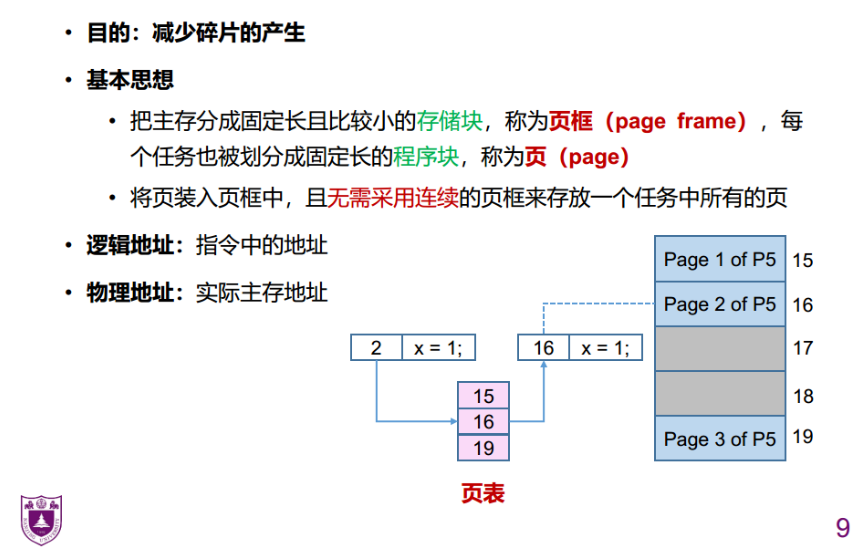 • 目的：减少碎片的产生
• 基本思想
• 把主存分成固定长且比较小的存储块，称为页框（page frame），每
个任务也被划分成固定长的程序块，称为页（page）
• 将页装入页框中，且无需采用连续的页框来存放一个任务中所有的页
• 逻辑地址：指令中的地址
• 物理地址：实际主存地址
Page 1 of P5 15
Page 2 of P5 16
17
18
Page 3 of P5 19
2 x = 1;
16 x = 1;
15
16
19
页表
9